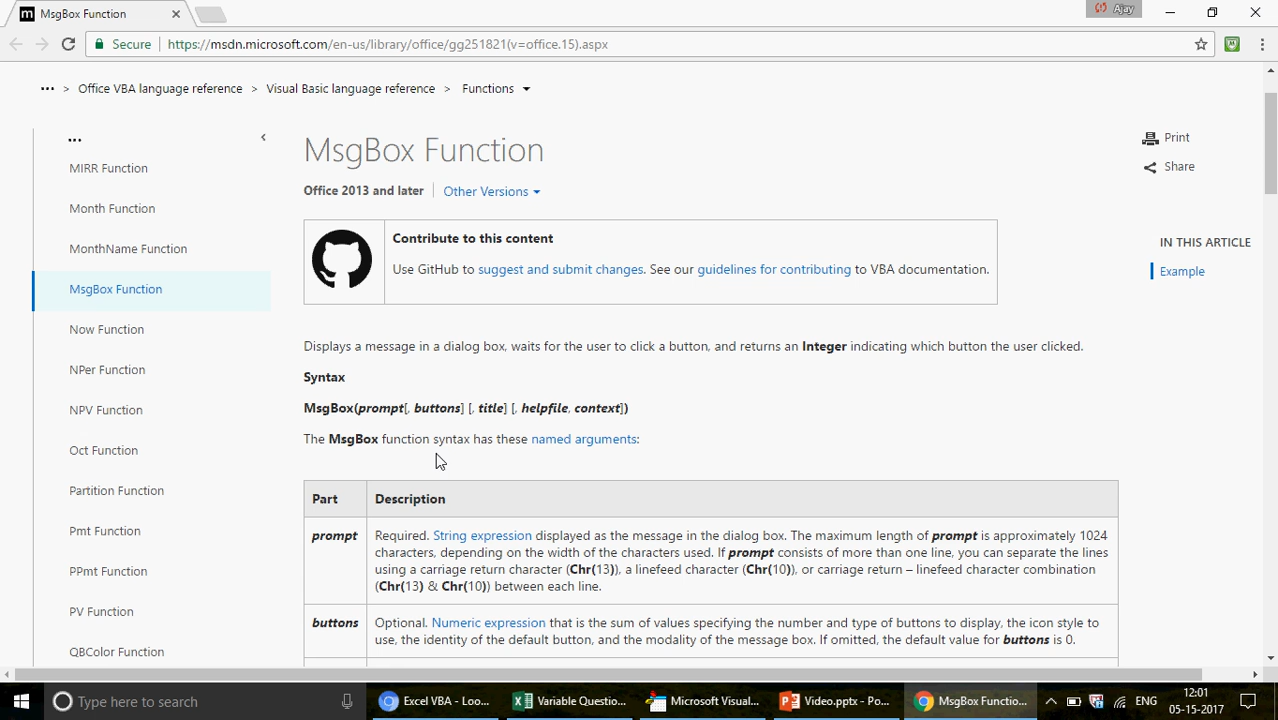 MsgBox Function
Ajay
Secure
https://msdn.microsoft.com/en-us/library/office/gg251821(v=office.15).aspx
... > Office VBA language reference > Visual Basic language reference > Functions
...
MIRR Function
Month Function
MonthName Function
MsgBox Function
Now Function
NPer Function
NPV Function
Oct Function
Partition Function
Pmt Function
PPmt Function
PV Function
QBColor Function
MsgBox Function
Office 2013 and later
Other Versions
Contribute to this content
Use GitHub to suggest and submit changes. See our guidelines for contributing to VBA documentation.
Displays a message in a dialog box, waits for the user to click a button, and returns an Integer indicating which button the user clicked.
Syntax
MsgBox(prompt[, buttons] [, title] [, helpfile, context])
The MsgBox function syntax has these named arguments:
Part Description
prompt
Required. String expression displayed as the message in the dialog box. The maximum length of prompt is approximately 1024
characters, depending on the width of the characters used. If prompt consists of more than one line, you can separate the lines
using a carriage return character (Chr(13)), a linefeed character (Chr(10)), or carriage return – linefeed character combination
(Chr(13) & Chr(10)) between each line.
buttons
Optional. Numeric expression that is the sum of values specifying the number and type of buttons to display, the icon style to
use, the identity of the default button, and the modality of the message box. If omitted, the default value for buttons is 0.
Print
Share
IN THIS ARTICLE
Example
Type here to search
Excel VBA - Loo...
Variable Questio...
Microsoft Visual...
Video.pptx - Po...
MsgBox Functio...
ENG
12:01
05-15-2017